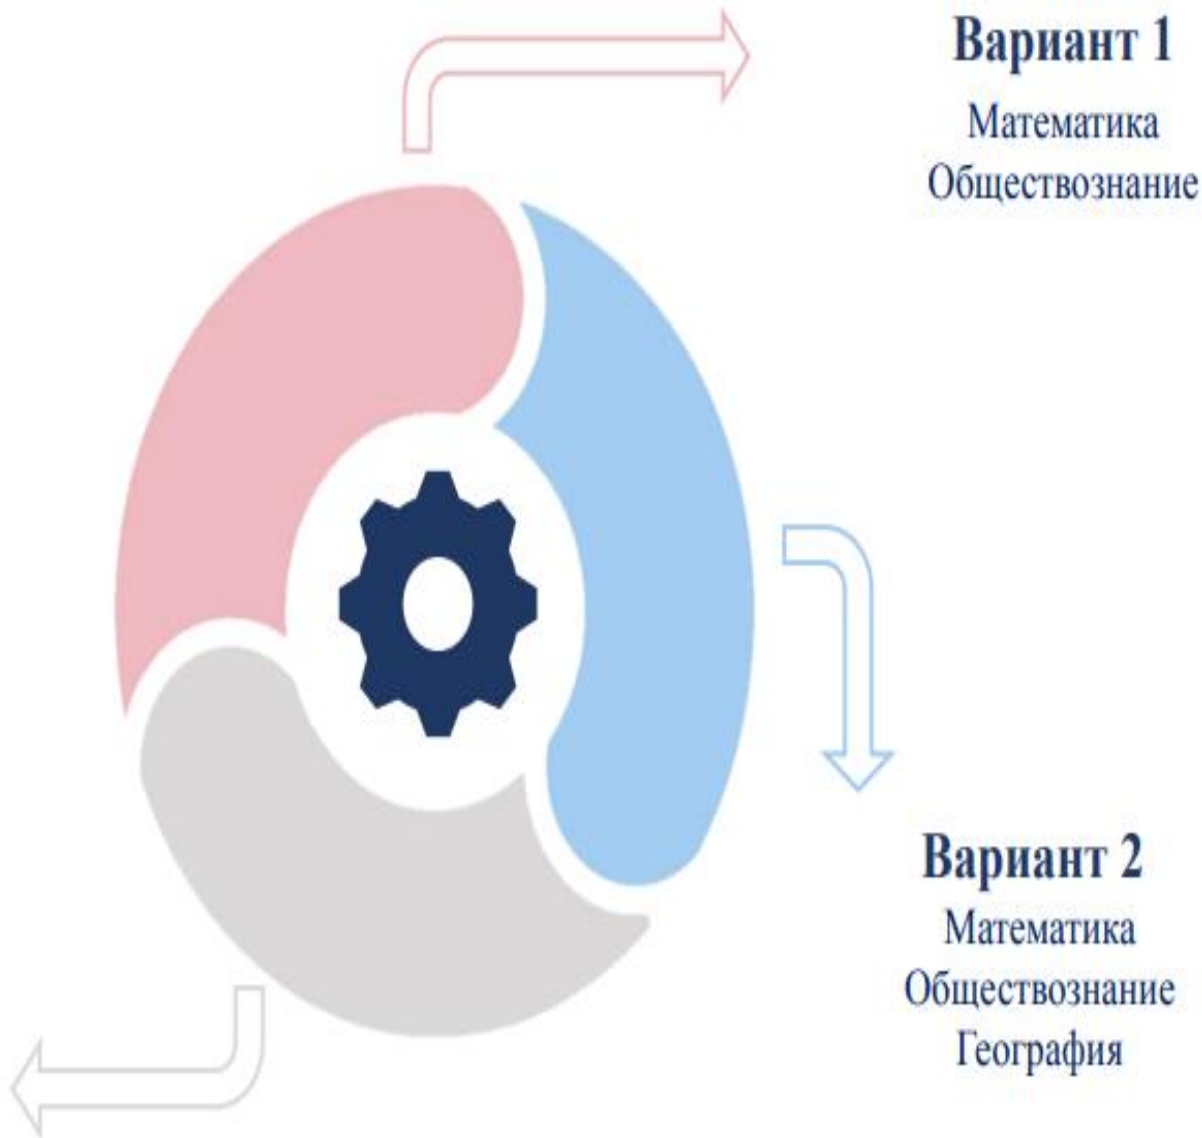 Вариант 1
Математика
Обществознание
Вариант 2
Математика
Обществознание
География